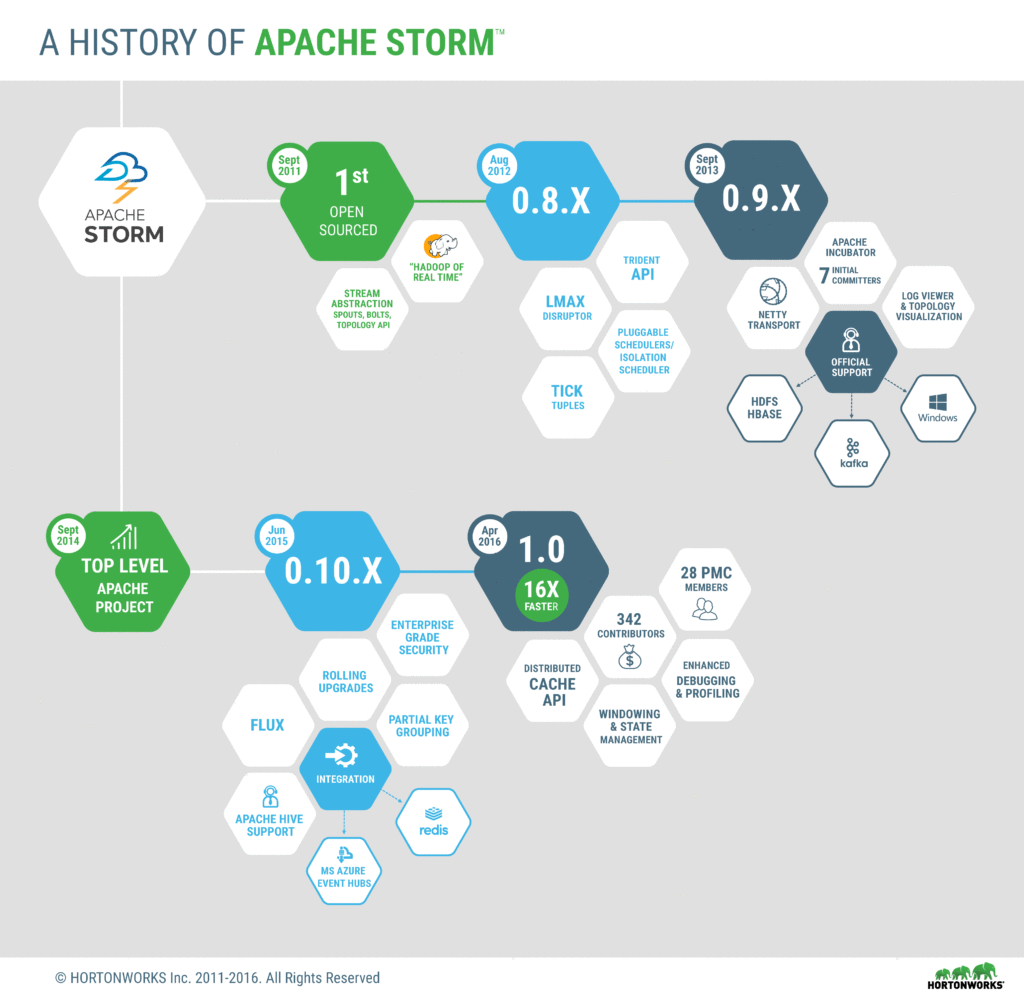 A HISTORY OF APACHE STORM™
APACHE
STORM
Sept
2011
1st
OPEN
SOURCED
"HADOOP OF
REAL TIME"
STREAM
ABSTRACTION
SPOUTS, BOLTS,
TOPOLOGY API
Aug
2012
0.8.X
TRIDENT
API
LMAX
DISRUPTOR
PLUGGABLE
SCHEDULERS/
ISOLATION
SCHEDULER
TICK
TUPLES
Sept
2013
0.9.X
APACHE
INCUBATOR
7 INITIAL
COMMITTERS
NETTY
TRANSPORT
LOG VIEWER
& TOPOLOGY
VISUALIZATION
OFFICIAL
SUPPORT
HDFS
HBASE
kafka
Windows
Sept
2014
TOP LEVEL
APACHE
PROJECT
Jun
2015
0.10.X
ENTERPRISE
GRADE
SECURITY
ROLLING
UPGRADES
FLUX
PARTIAL KEY
GROUPING
INTEGRATION
APACHE HIVE
SUPPORT
MS AZURE
EVENT HUBS
redis
Apr
2016
1.0
16X
FASTER
28 PMC
MEMBERS
342
CONTRIBUTORS
$
DISTRIBUTED
CACHE
API
ENHANCED
DEBUGGING
& PROFILING
WINDOWING
& STATE
MANAGEMENT
© HORTONWORKS Inc. 2011-2016. All Rights Reserved
HORTONWORKS